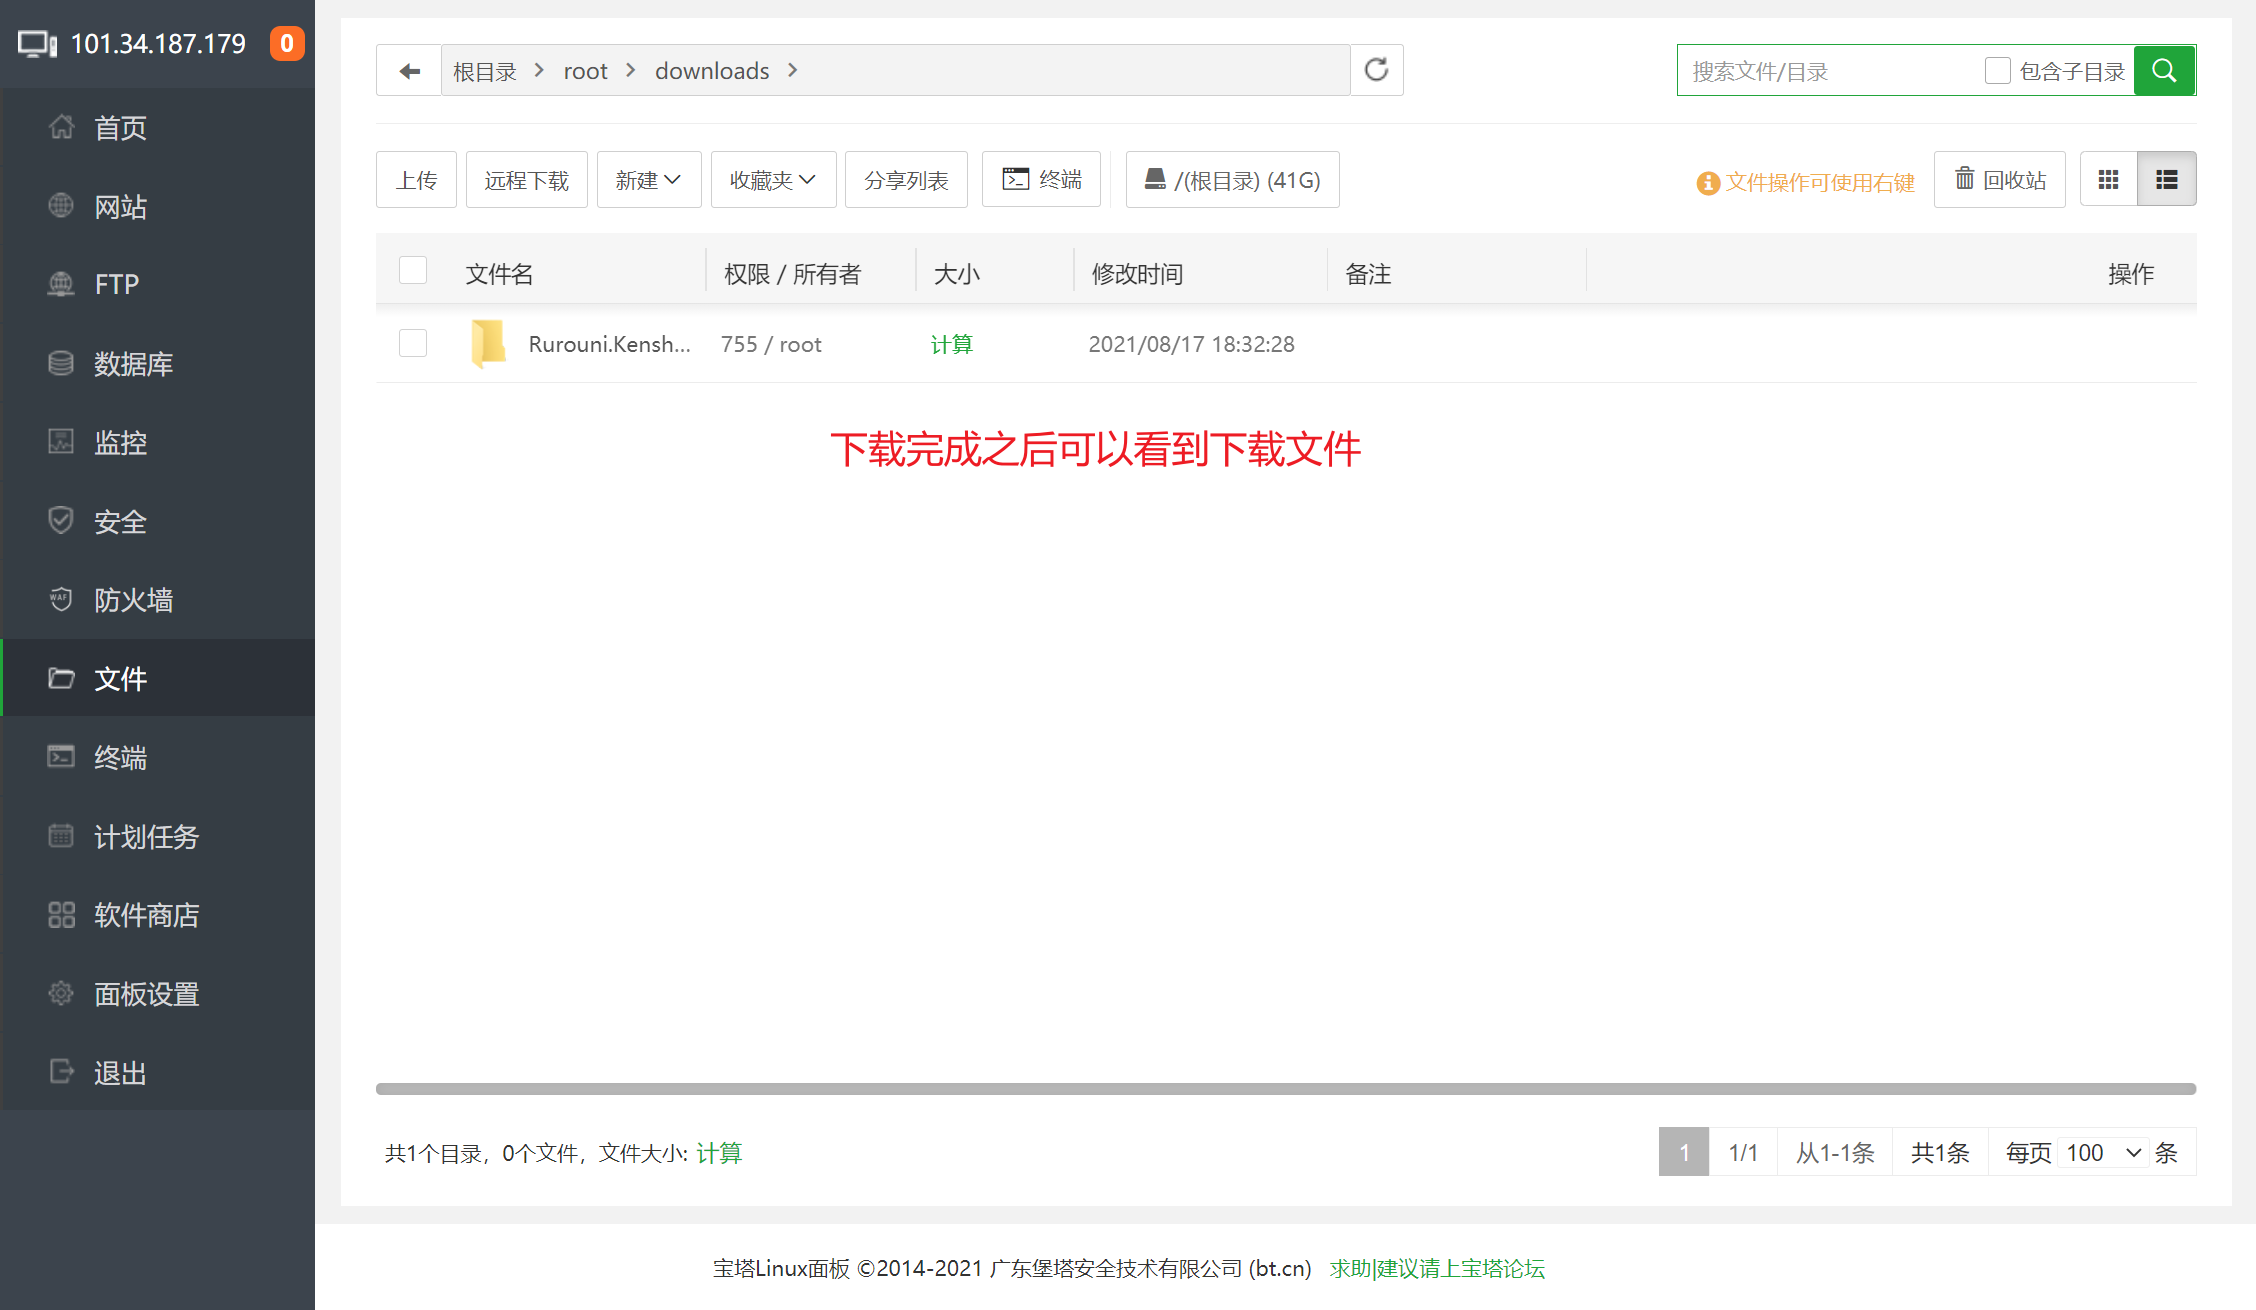 101.34.187.179 0
首页
网站
FTP
数据库
监控
安全
WAF 防火墙
文件
终端
计划任务
软件商店
面板设置
退出
根目录 root downloads
搜索文件/目录 包含子目录
上传 远程下载 新建 收藏夹 分享列表 终端 /(根目录) (41G) 文件操作可使用右键 回收站
文件名 权限 / 所有者 大小 修改时间 备注 操作
Rurouni.Kensh... 755 / root 计算 2021/08/17 18:32:28
下载完成之后可以看到下载文件
共1个目录，0个文件，文件大小: 计算 1 1/1 从1-1条 共1条 每页 100 条
宝塔Linux面板 ©2014-2021 广东堡塔安全技术有限公司 (bt.cn) 求助|建议请上宝塔论坛